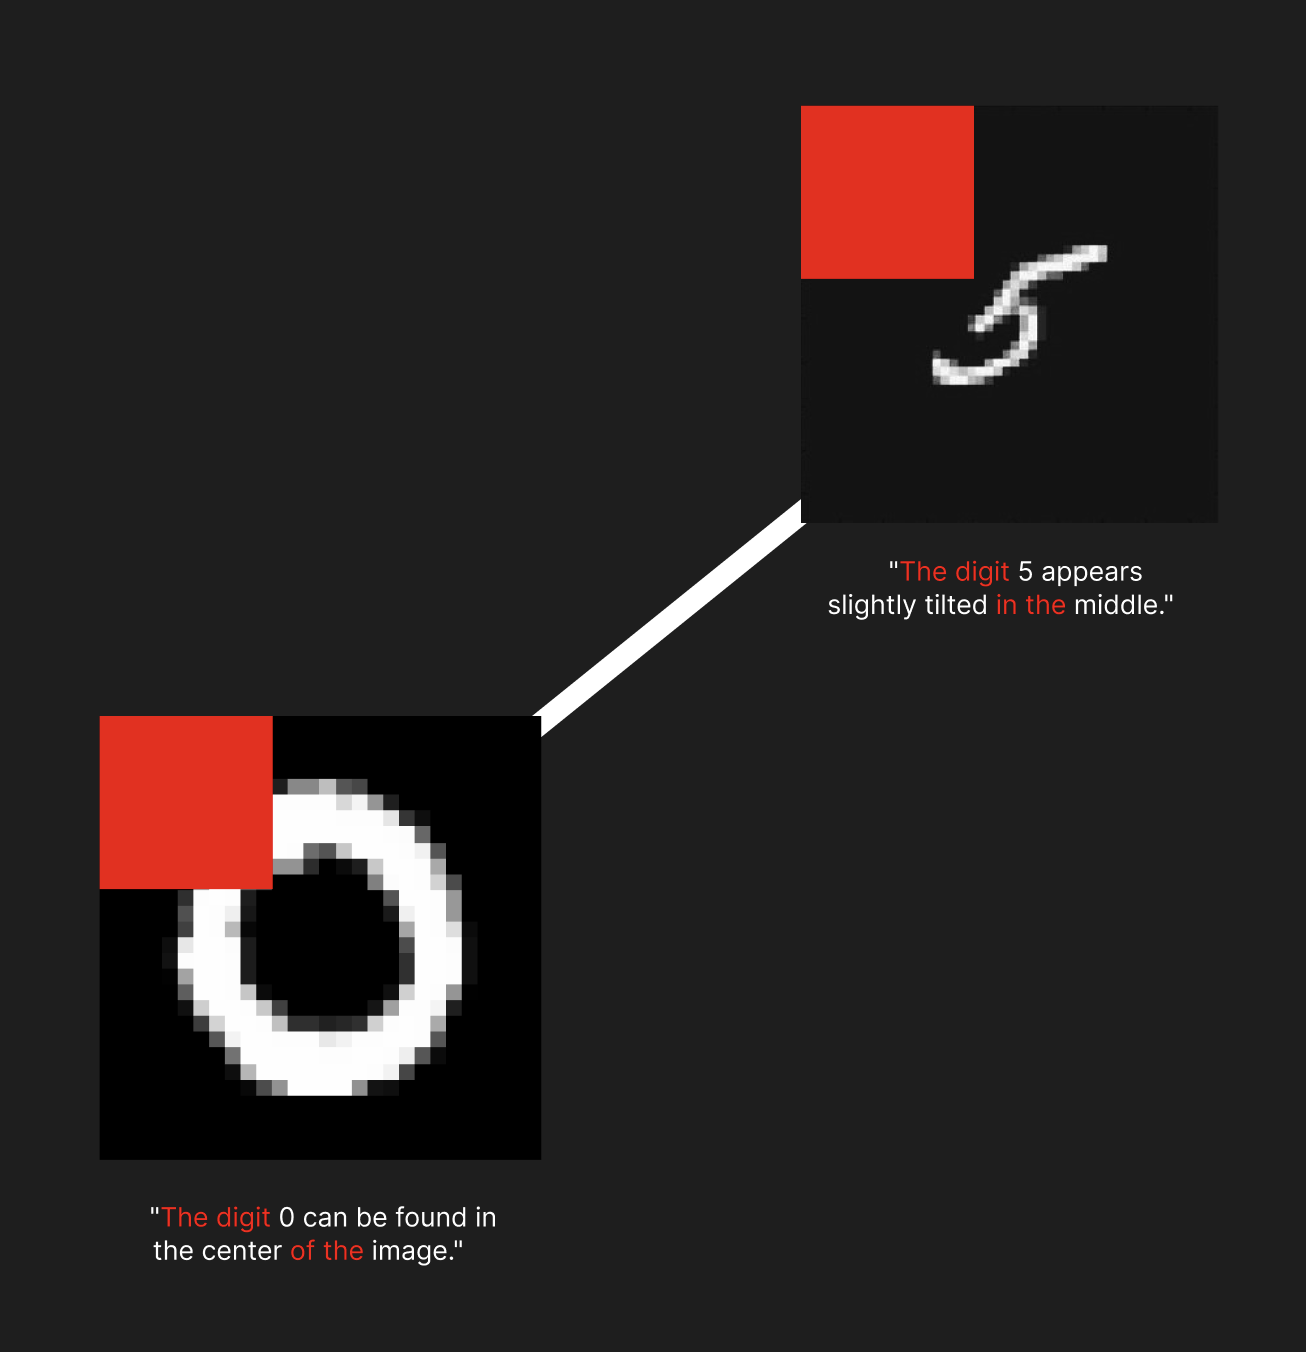 "The digit 5 appears
slightly tilted in the middle."
"The digit 0 can be found in
the center of the image."